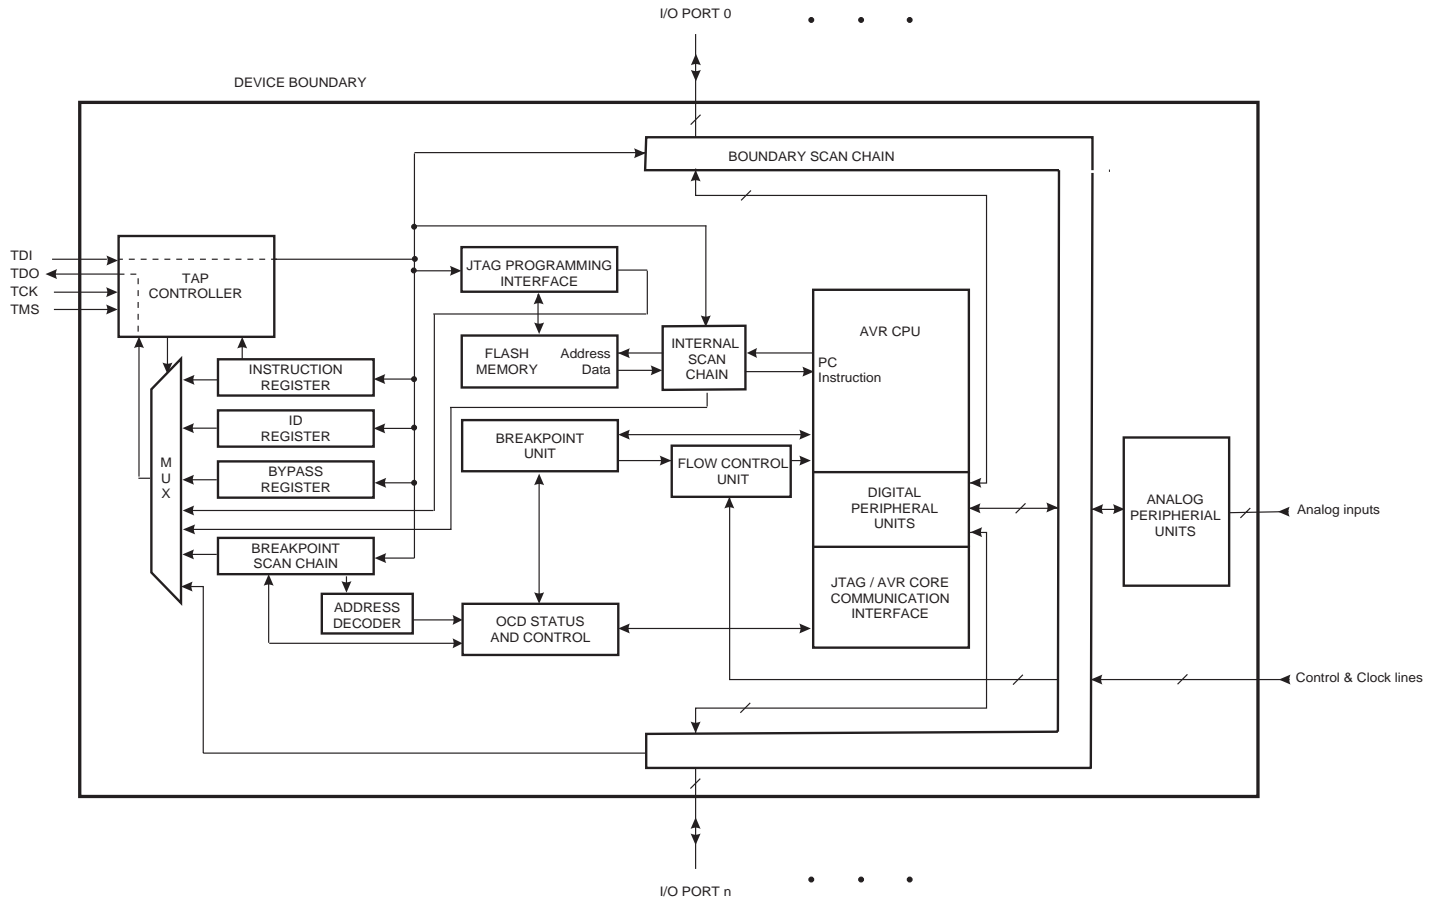 I/O PORT 0
DEVICE BOUNDARY
BOUNDARY SCAN CHAIN
TDI
TDO
TCK
TMS
TAP
CONTROLLER
JTAG PROGRAMMING
INTERFACE
AVR CPU
FLASH
MEMORY
Address
Data
INTERNAL
SCAN
CHAIN
PC
Instruction
INSTRUCTION
REGISTER
ID
REGISTER
BREAKPOINT
UNIT
FLOW CONTROL
UNIT
M
U
X
BYPASS
REGISTER
DIGITAL
PERIPHERAL
UNITS
ANALOG
PERIPHERIAL
UNITS
Analog inputs
BREAKPOINT
SCAN CHAIN
JTAG / AVR CORE
COMMUNICATION
INTERFACE
ADDRESS
DECODER
OCD STATUS
AND CONTROL
Control & Clock lines
I/O PORT n